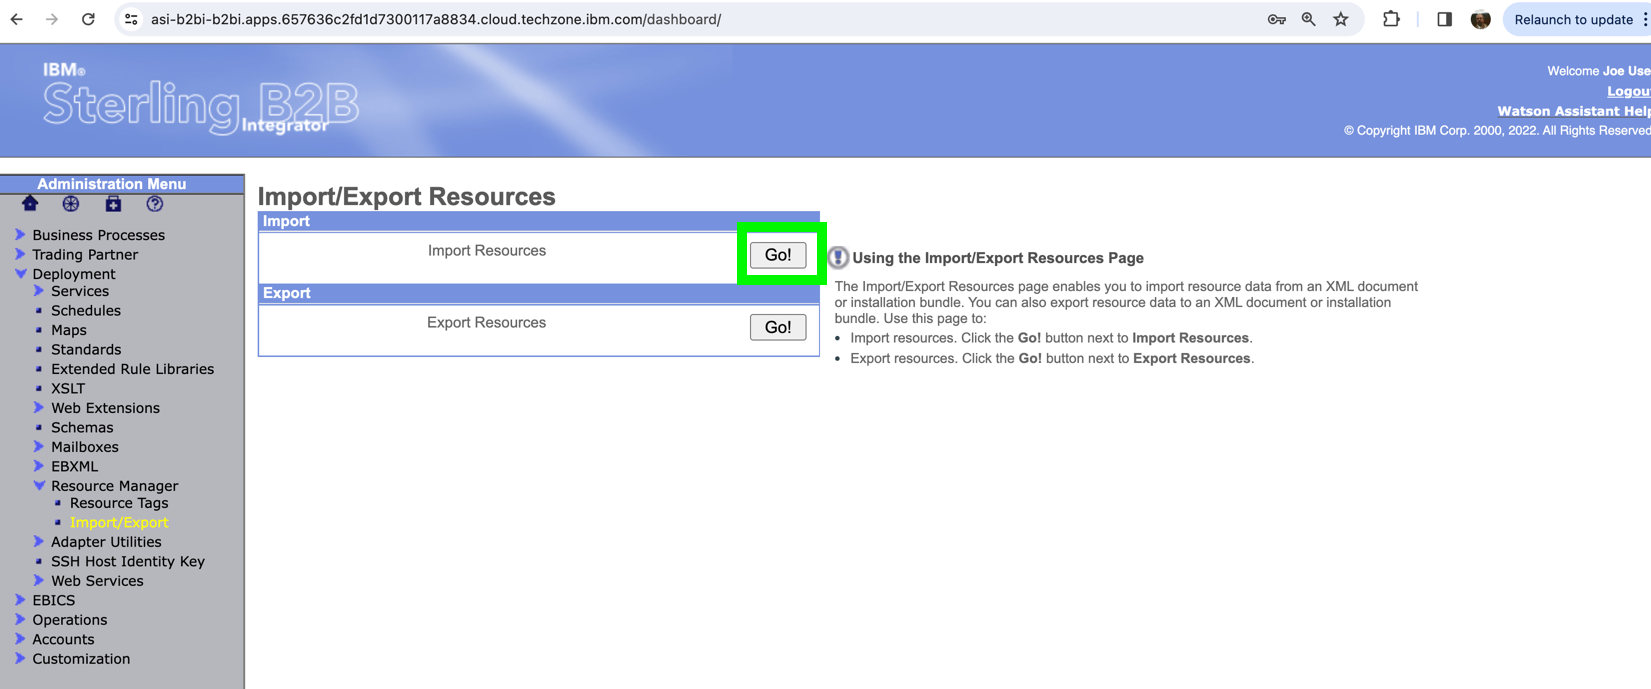 asi-b2bi-b2bi.apps.657636c2fd1d7300117a8834.cloud.techzone.ibm.com/dashboard/
Relaunch to update
IBM®
Sterling B2B
Integrator
Welcome Joe Use
Logou
Watson Assistant Help
© Copyright IBM Corp. 2000, 2022. All Rights Reserved
Administration Menu
Business Processes
Trading Partner
Deployment
Services
Schedules
Maps
Standards
Extended Rule Libraries
XSLT
Web Extensions
Schemas
Mailboxes
EBXML
Resource Manager
Resource Tags
Import/Export
Adapter Utilities
SSH Host Identity Key
Web Services
EBICS
Operations
Accounts
Customization
Import/Export Resources
Import
Import Resources Go!
Export
Export Resources Go!
Using the Import/Export Resources Page
The Import/Export Resources page enables you to import resource data from an XML document
or installation bundle. You can also export resource data to an XML document or installation
bundle. Use this page to:
• Import resources. Click the Go! button next to Import Resources.
• Export resources. Click the Go! button next to Export Resources.